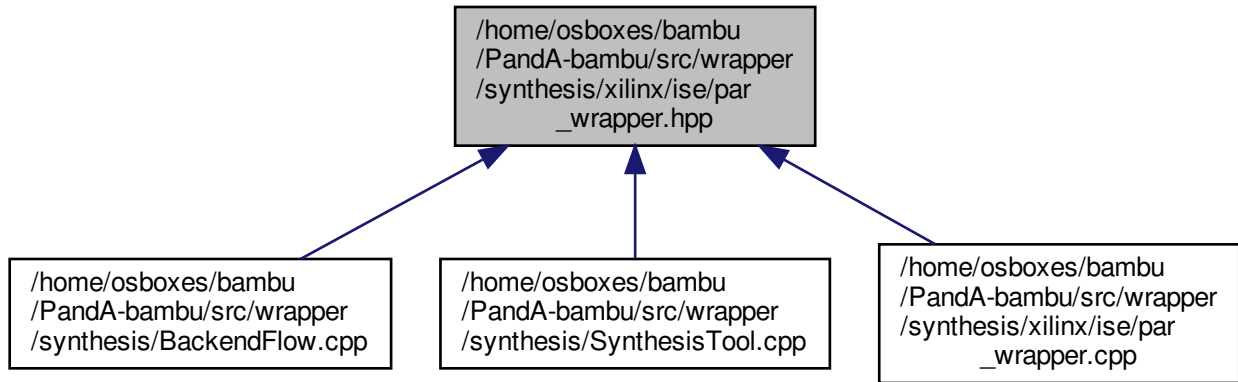 /home/osboxes/bambu
/PandA-bambu/src/wrapper
/synthesis/xilinx/ise/par
_wrapper.hpp
/home/osboxes/bambu
/PandA-bambu/src/wrapper
/synthesis/BackendFlow.cpp
/home/osboxes/bambu
/PandA-bambu/src/wrapper
/synthesis/SynthesisTool.cpp
/home/osboxes/bambu
/PandA-bambu/src/wrapper
/synthesis/xilinx/ise/par
_wrapper.cpp